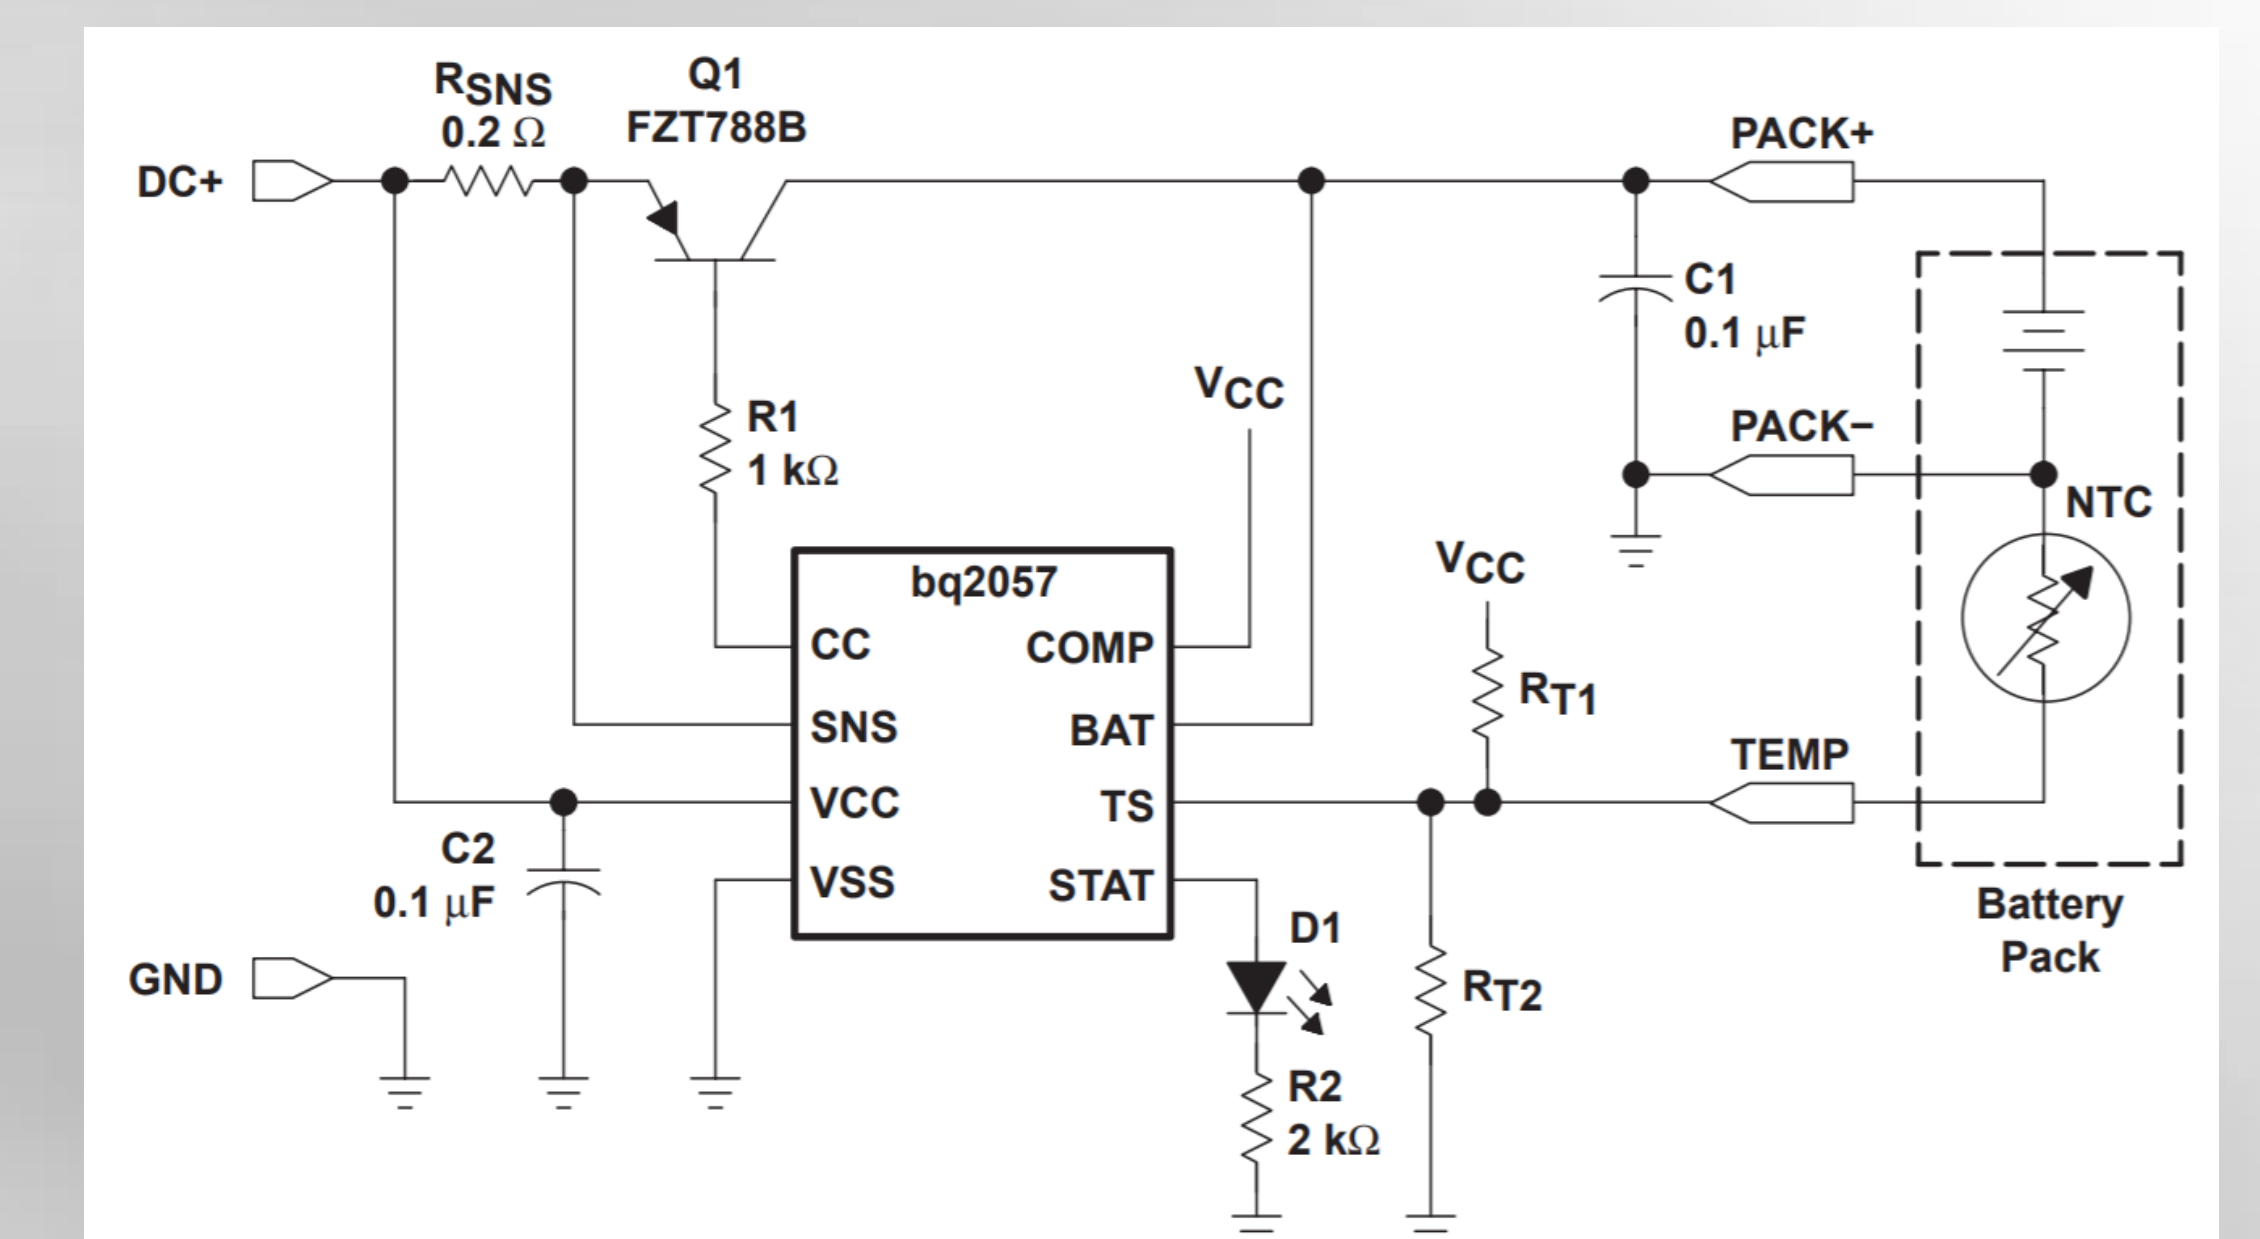 RSNS
0.2 Ω
Q1
FZT788B
DC+
PACK+
C1
0.1 μF
VCC
R1
1 kΩ
PACK−
NTC
bq2057
VCC
CC
COMP
RT1
SNS
BAT
TEMP
VCC
TS
C2
0.1 μF
VSS
STAT
Battery
Pack
D1
GND
RT2
R2
2 kΩ